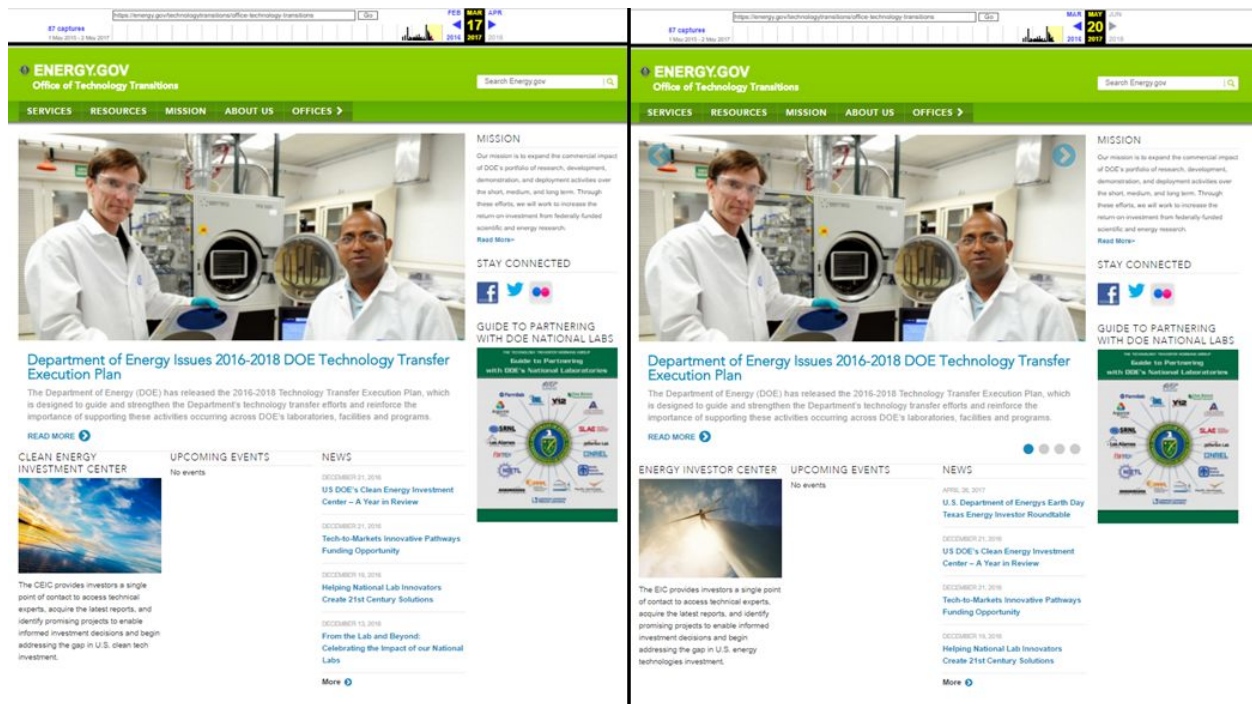 https://energy.gov/technologytransitions/office-technology-transitions Go
FEB MAR APR
17
2016 2017 2018
87 captures
1 May 2015 - 2 May 2017
ENERGY.GOV
Office of Technology Transitions
Search Energy.gov
SERVICES RESOURCES MISSION ABOUT US OFFICES
MISSION
Our mission is to expand the commercial impact
of DOE's portfolio of research, development,
demonstration, and deployment activities over
the short, medium, and long term. Through
these efforts, we will work to increase the
return-on-investment from federally-funded
scientific and energy research.
Read More>
STAY CONNECTED
GUIDE TO PARTNERING
WITH DOE NATIONAL LABS
Guide to Partnering
with DOE's National Laboratories
Department of Energy Issues 2016-2018 DOE Technology Transfer
Execution Plan
The Department of Energy (DOE) has released the 2016-2018 Technology Transfer Execution Plan, which
is designed to guide and strengthen the Department's technology transfer efforts and reinforce the
importance of supporting these activities occurring across DOE's laboratories, facilities and programs.
READ MORE
CLEAN ENERGY
INVESTMENT CENTER
The CEIC provides investors a single
point of contact to access technical
experts, acquire the latest reports, and
identify promising projects to enable
informed investment decisions and begin
addressing the gap in U.S. clean tech
investment.
UPCOMING EVENTS
No events.
NEWS
DECEMBER 21, 2016
US DOE's Clean Energy Investment
Center – A Year in Review
DECEMBER 21, 2016
Tech-to-Markets Innovative Pathways
Funding Opportunity
DECEMBER 19, 2016
Helping National Lab Innovators
Create 21st Century Solutions
DECEMBER 13, 2016
From the Lab and Beyond:
Celebrating the Impact of our National
Labs
More
https://energy.gov/technologytransitions/office-technology-transitions Go
MAR MAY JUN
20
2016 2017 2018
87 captures
1 May 2015 - 2 May 2017
ENERGY.GOV
Office of Technology Transitions
Search Energy.gov
SERVICES RESOURCES MISSION ABOUT US OFFICES
MISSION
Our mission is to expand the commercial impact
of DOE's portfolio of research, development,
demonstration, and deployment activities over
the short, medium, and long term. Through
these efforts, we will work to increase the
return-on-investment from federally-funded
scientific and energy research.
Read More>
STAY CONNECTED
GUIDE TO PARTNERING
WITH DOE NATIONAL LABS
Guide to Partnering
with DOE's National Laboratories
Department of Energy Issues 2016-2018 DOE Technology Transfer
Execution Plan
The Department of Energy (DOE) has released the 2016-2018 Technology Transfer Execution Plan, which
is designed to guide and strengthen the Department's technology transfer efforts and reinforce the
importance of supporting these activities occurring across DOE's laboratories, facilities and programs.
READ MORE
ENERGY INVESTOR CENTER
The EIC provides investors a single point
of contact to access technical experts,
acquire the latest reports, and identify
promising projects to enable informed
investment decisions and begin
addressing the gap in U.S. energy
technologies investment.
UPCOMING EVENTS
No events.
NEWS
APRIL 26, 2017
U.S. Department of Energys Earth Day
Texas Energy Investor Roundtable
DECEMBER 21, 2016
US DOE's Clean Energy Investment
Center – A Year in Review
DECEMBER 21, 2016
Tech-to-Markets Innovative Pathways
Funding Opportunity
DECEMBER 19, 2016
Helping National Lab Innovators
Create 21st Century Solutions
More